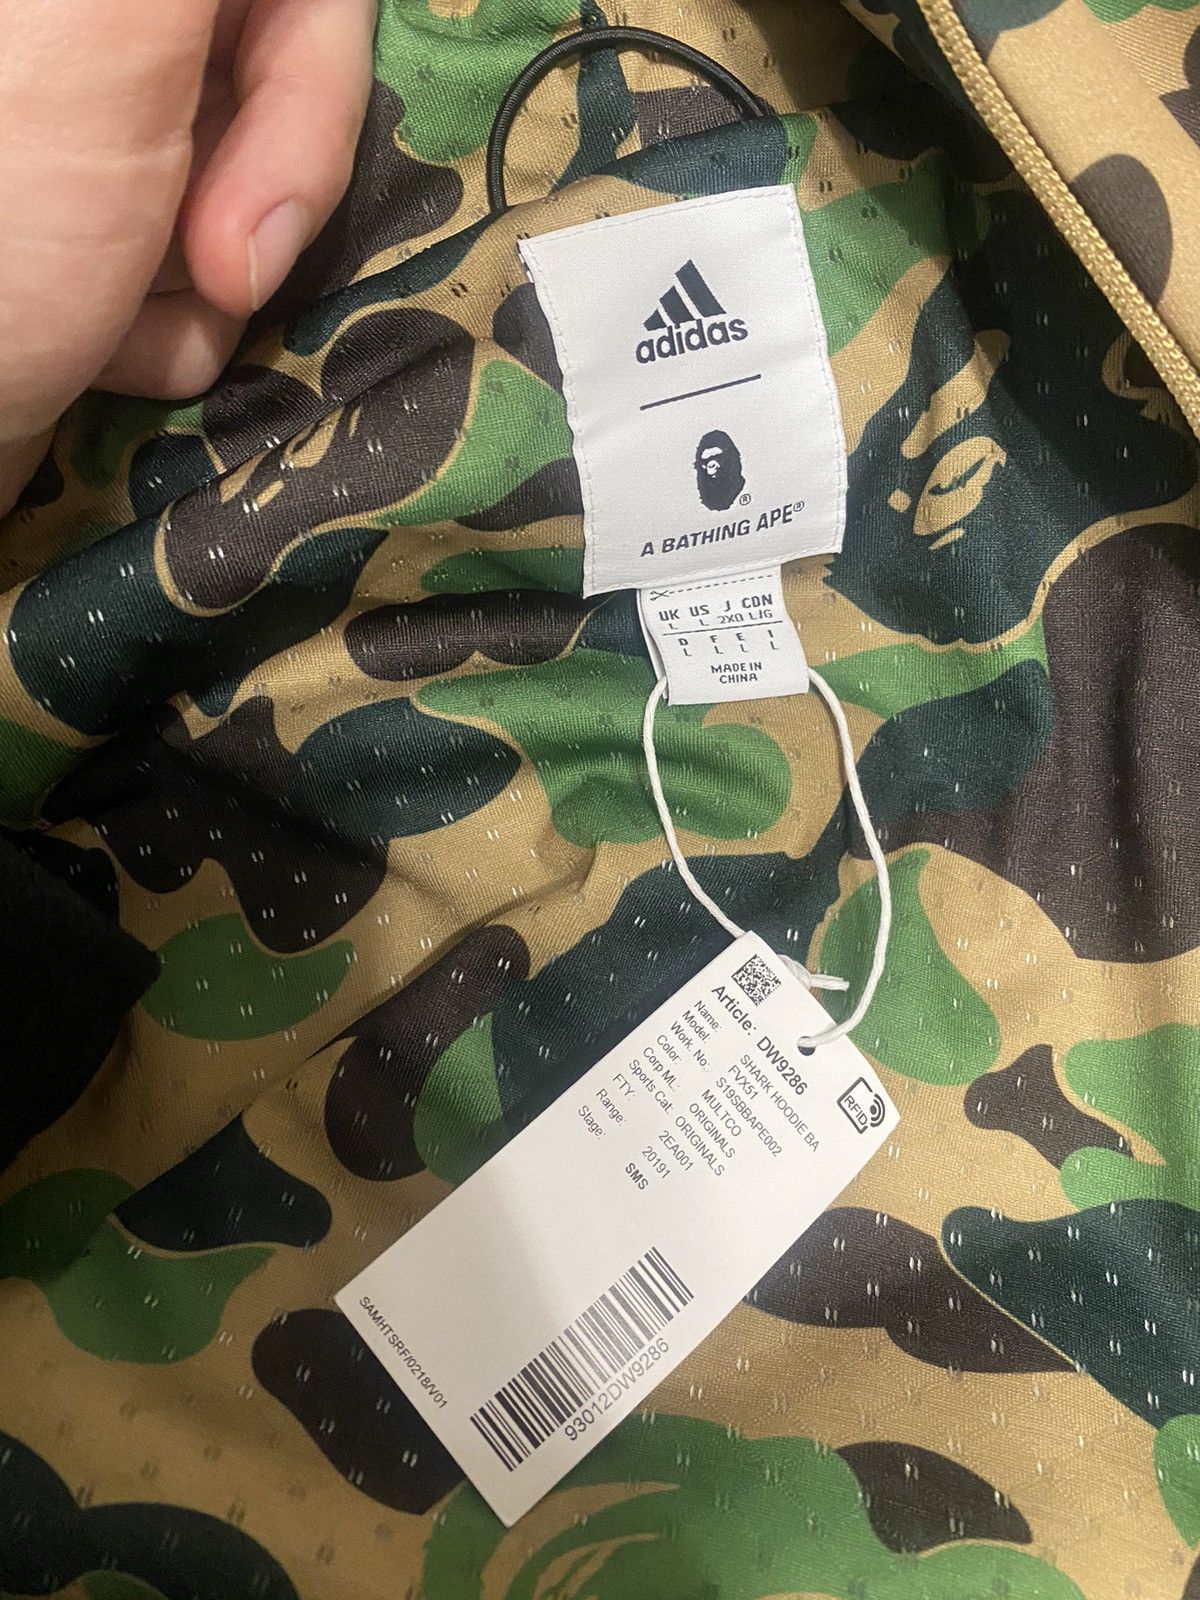 adidas
®
A BATHING APE®
UK US J CDN
L L 2XO L/G
D F E I
L L L L
MADE IN
CHINA
Article: DW9286
Name: SHARK HOODIE BA
Model: FVX51
Work. No: S19SBBAPE002
Color: MULTCO
Corp ML: ORIGINALS
Sports Cat: ORIGINALS
FTY: 2EA001
Range: 20191
Stage: SMS
RFID
93012DW9286
SAMHTSRF/0218/V01